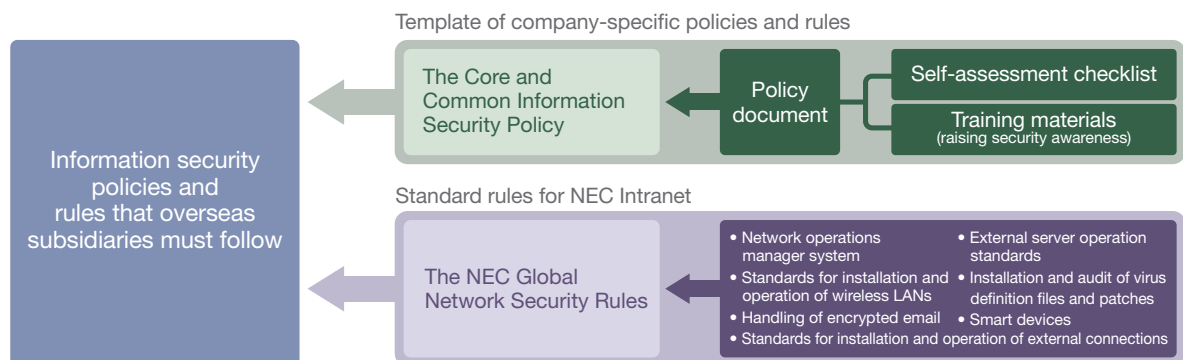 Template of company-specific policies and rules
Information security
policies and
rules that overseas
subsidiaries must follow
The Core and
Common Information
Security Policy
Policy
document
Self-assessment checklist
Training materials
(raising security awareness)
Standard rules for NEC Intranet
The NEC Global
Network Security Rules
• Network operations
manager system
• Standards for installation and
operation of wireless LANs
• Handling of encrypted email
• Standards for installation and operation of external connections
• External server operation
standards
• Installation and audit of virus
definition files and patches
• Smart devices